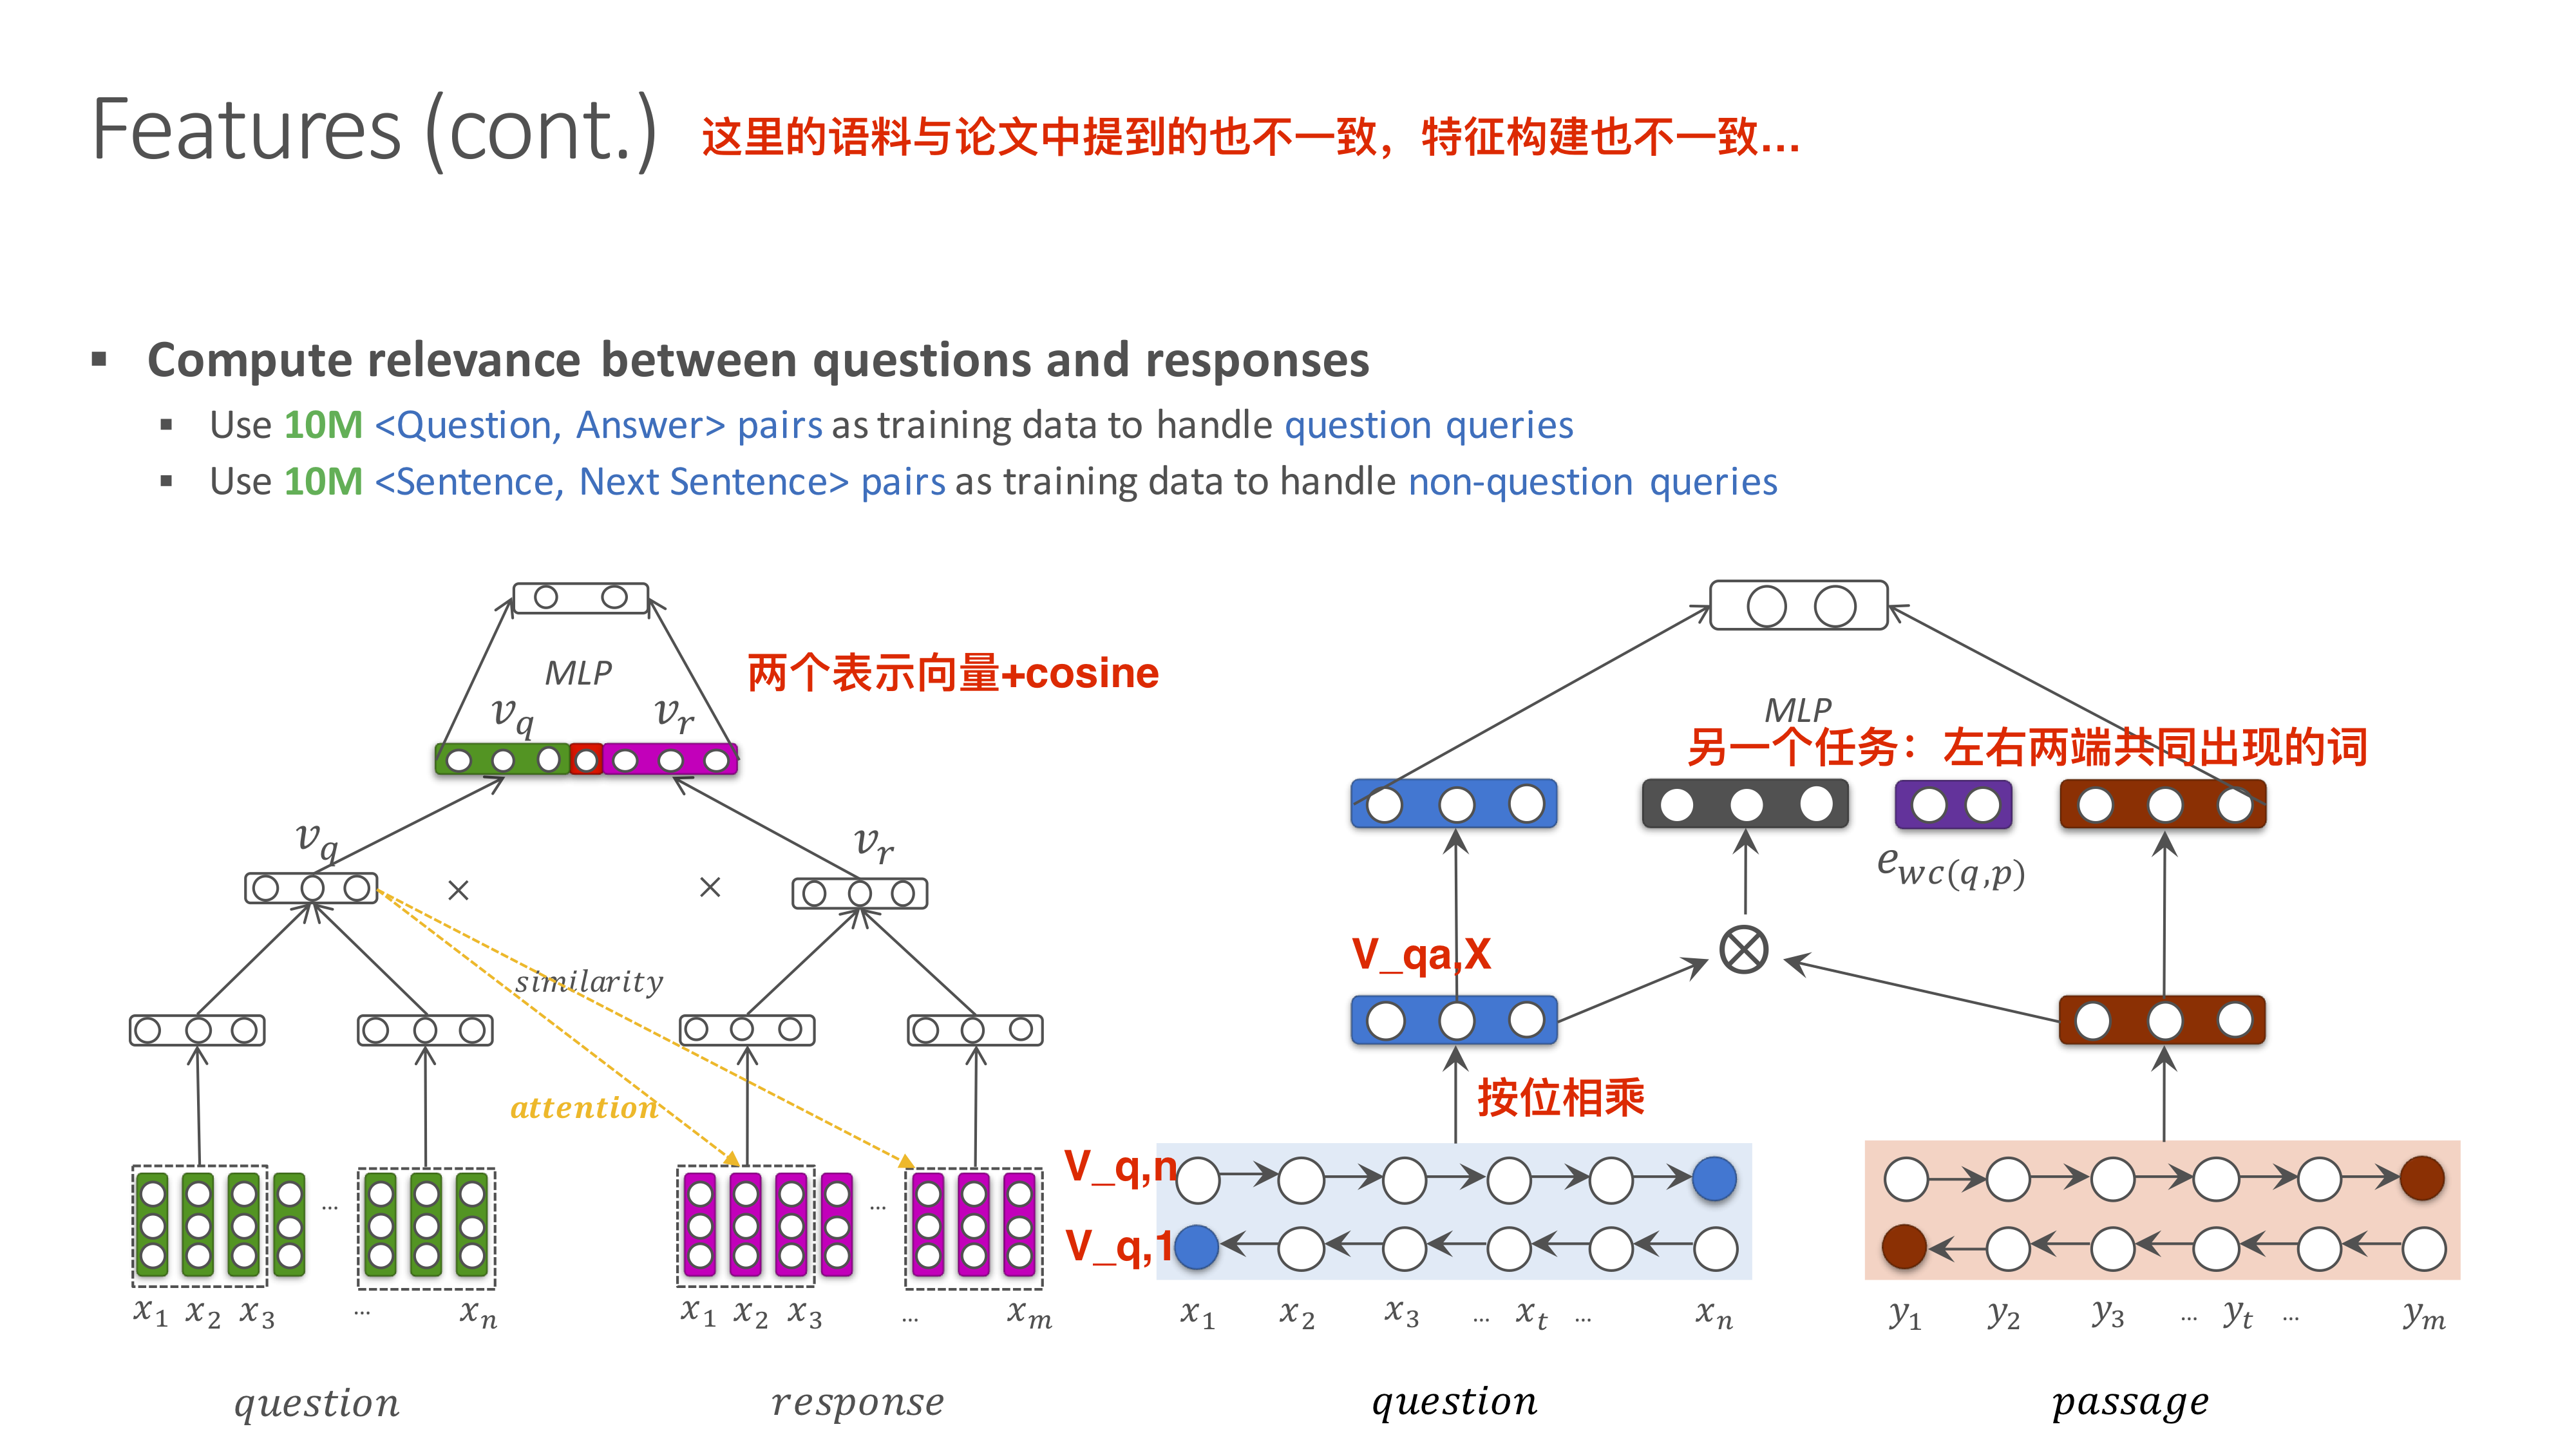 Features (cont.) 这里的语料与论文中提到的也不一致，特征构建也不一致...
▪ Compute relevance between questions and responses
▪ Use 10M <Question, Answer> pairs as training data to handle question queries
▪ Use 10M <Sentence, Next Sentence> pairs as training data to handle non-question queries
MLP
两个表示向量+cosine
v_q v_r
v_q × × v_r
similarity
attention
x_1 x_2 x_3 ... x_n
...
x_1 x_2 x_3 ... x_m
...
question
response
MLP
另一个任务：左右两端共同出现的词
e_{wc(q,p)}
⊗
V_qa,X
按位相乘
V_q,n
V_q,1
x_1 x_2 x_3 ... x_t ... x_n
y_1 y_2 y_3 ... y_t ... y_m
question
passage